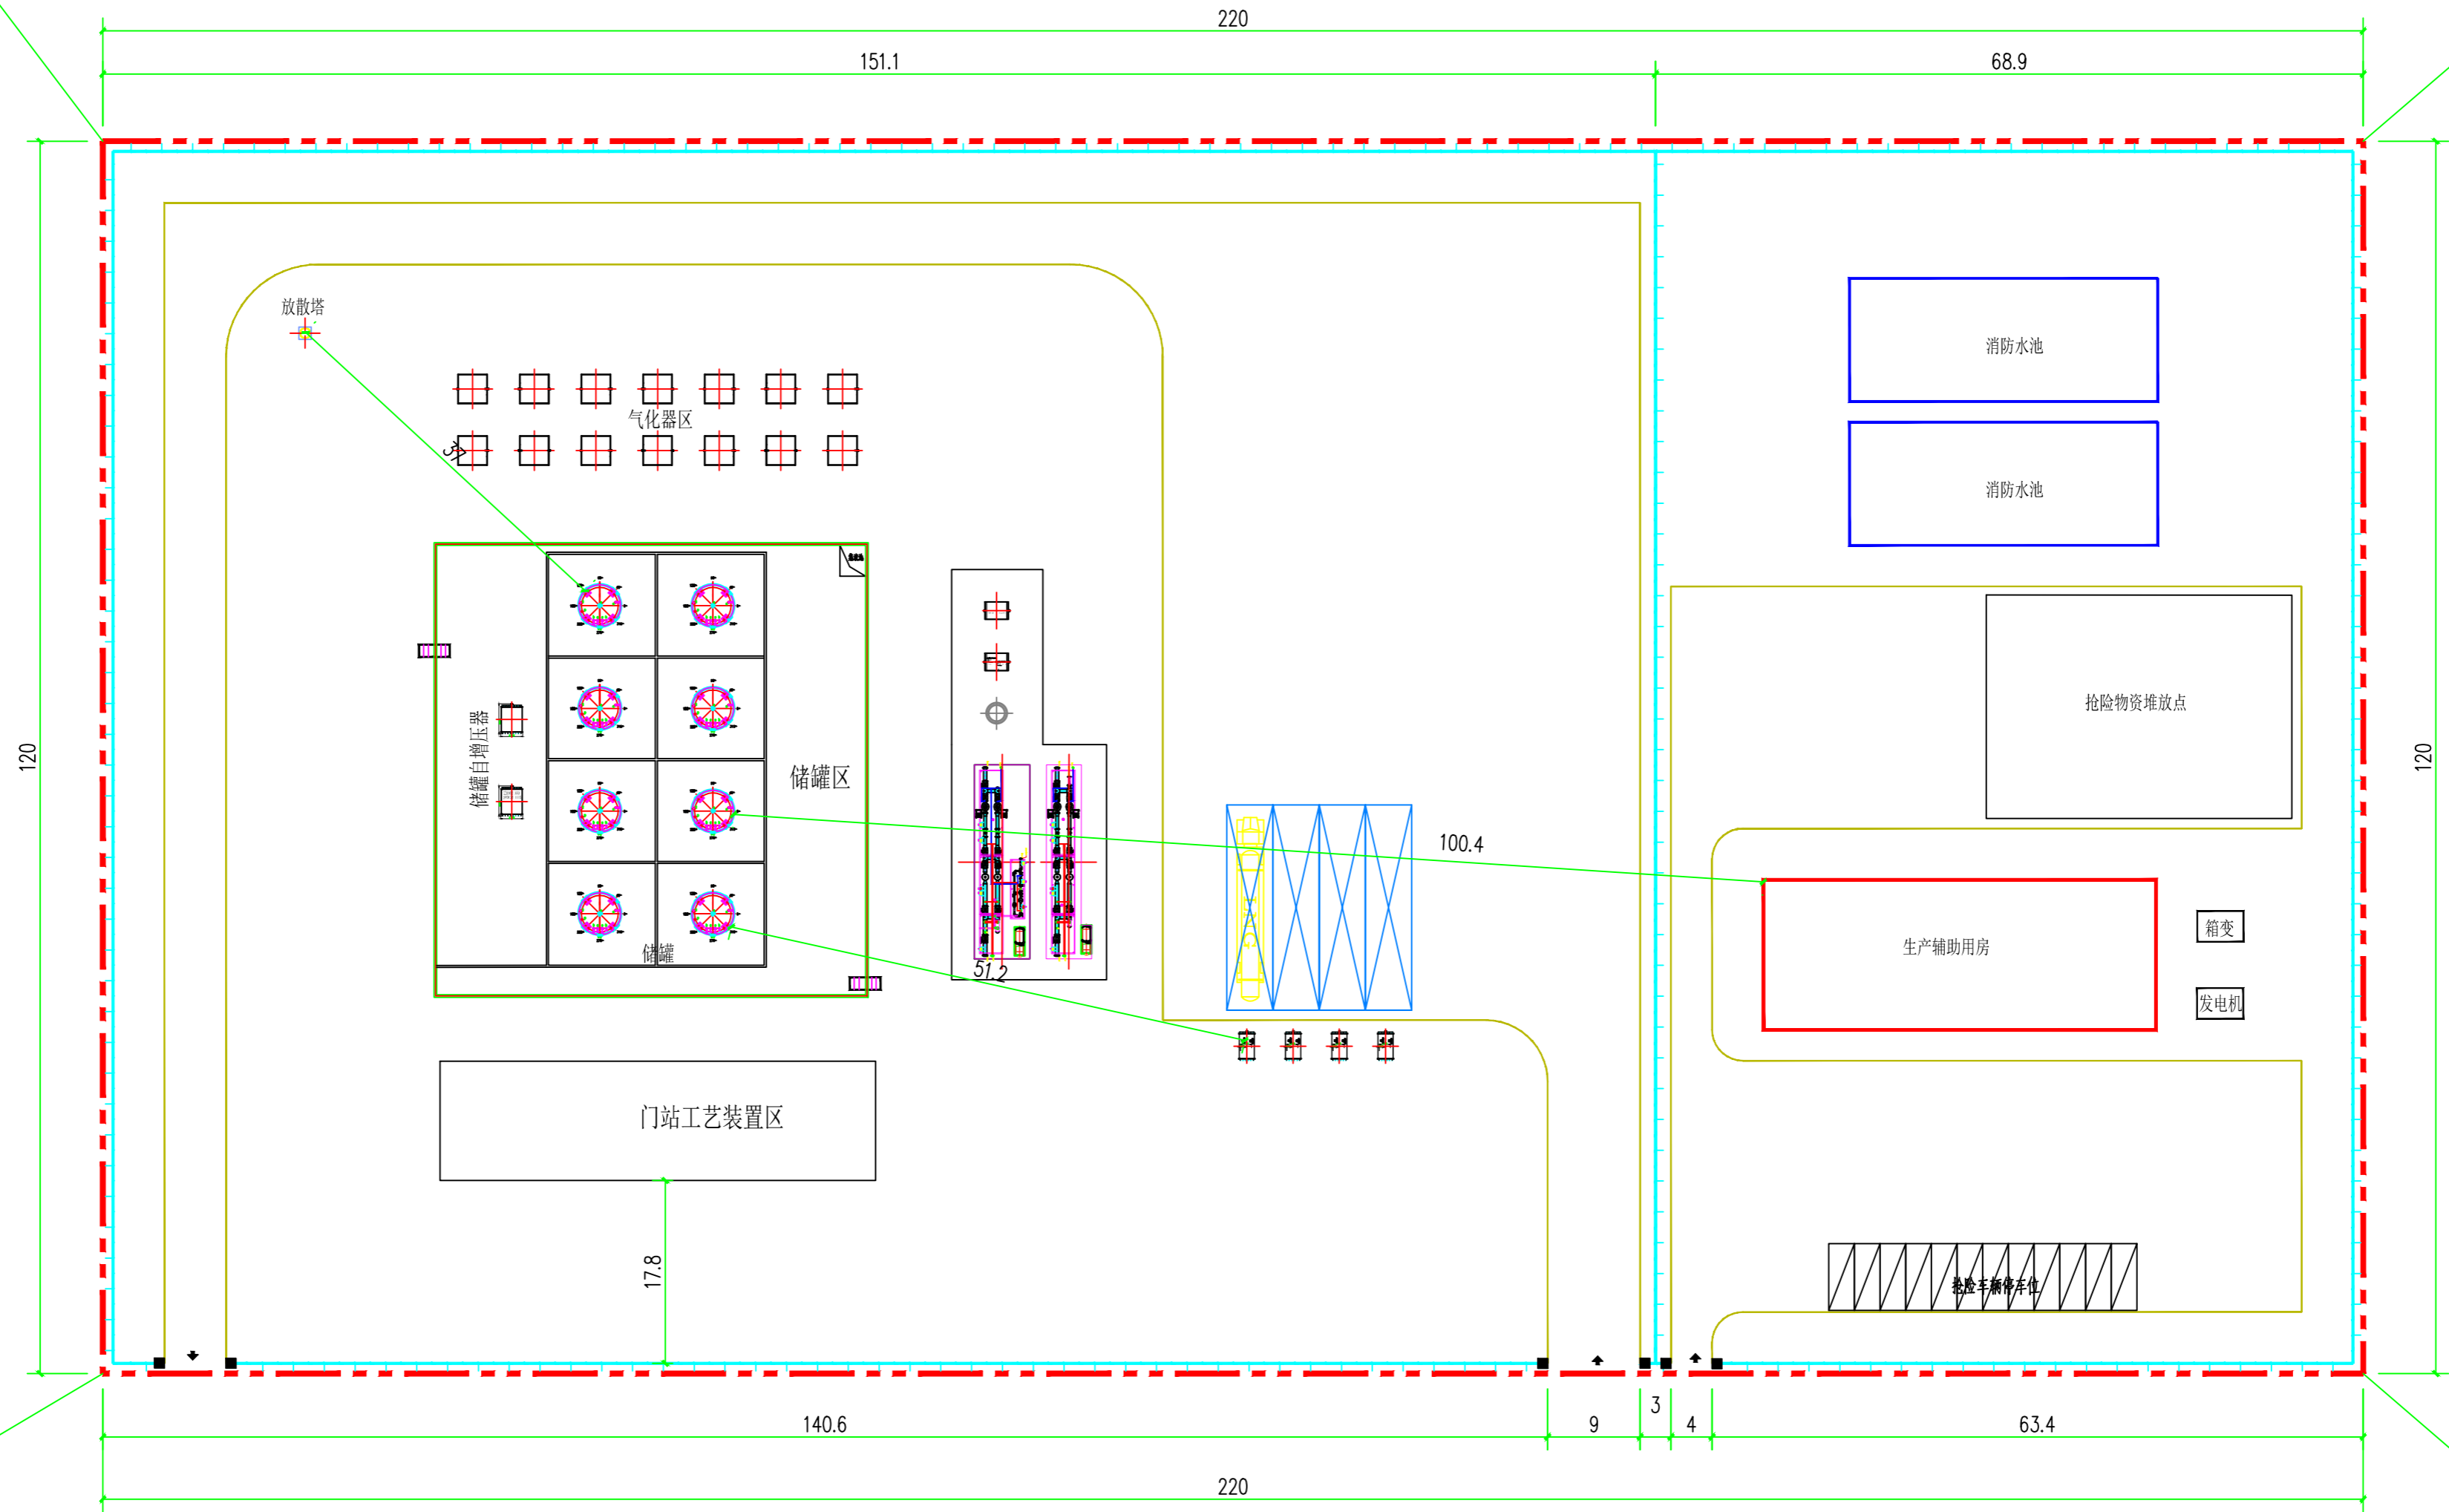 220
151.1
68.9
放散塔
消防水池
气化器区
37
消防水池
抢险物资堆放点
120
120
储罐自增压器
储罐区
100.4
箱变
生产辅助用房
储罐
51.2
发电机
门站工艺装置区
17.8
抢险车辆停车位
3
140.6
9
4
63.4
220